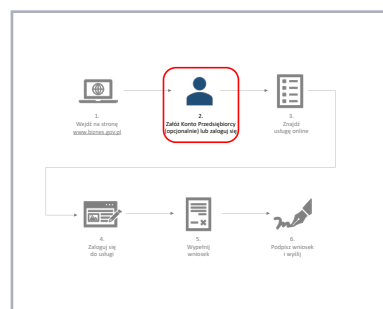 1.
Wejdź na stronę
www.biznes.gov.pl
2.
Załóż Konto Przedsiębiorcy
(opcjonalnie) lub zaloguj się
3.
Znajdź
usługę online
4.
Zaloguj się
do usługi
5.
Wypełnij
wniosek
6.
Podpisz wniosek
i wyślij